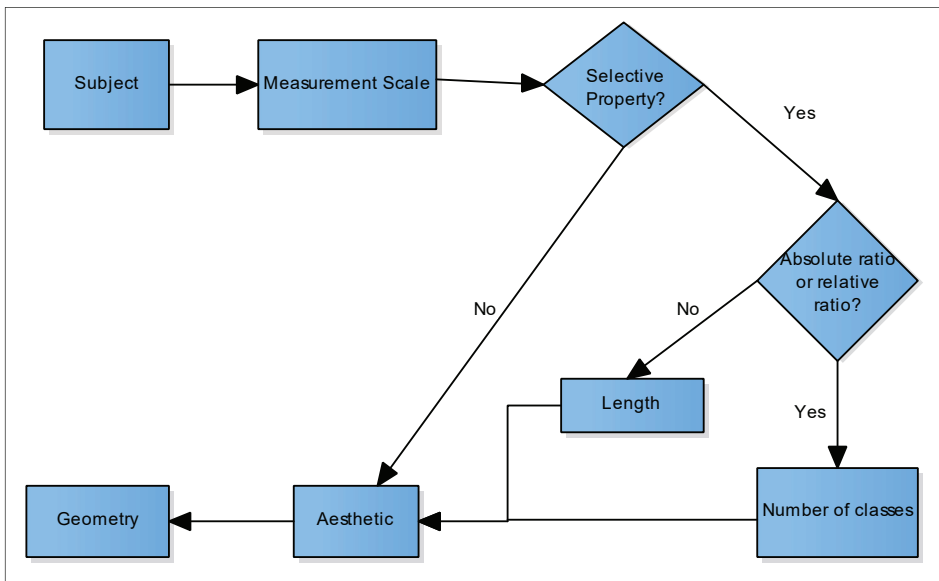 Subject
Measurement Scale
Selective
Property?
Yes
Absolute ratio
or relative
ratio?
No
No
Length
Yes
Geometry
Aesthetic
Number of classes